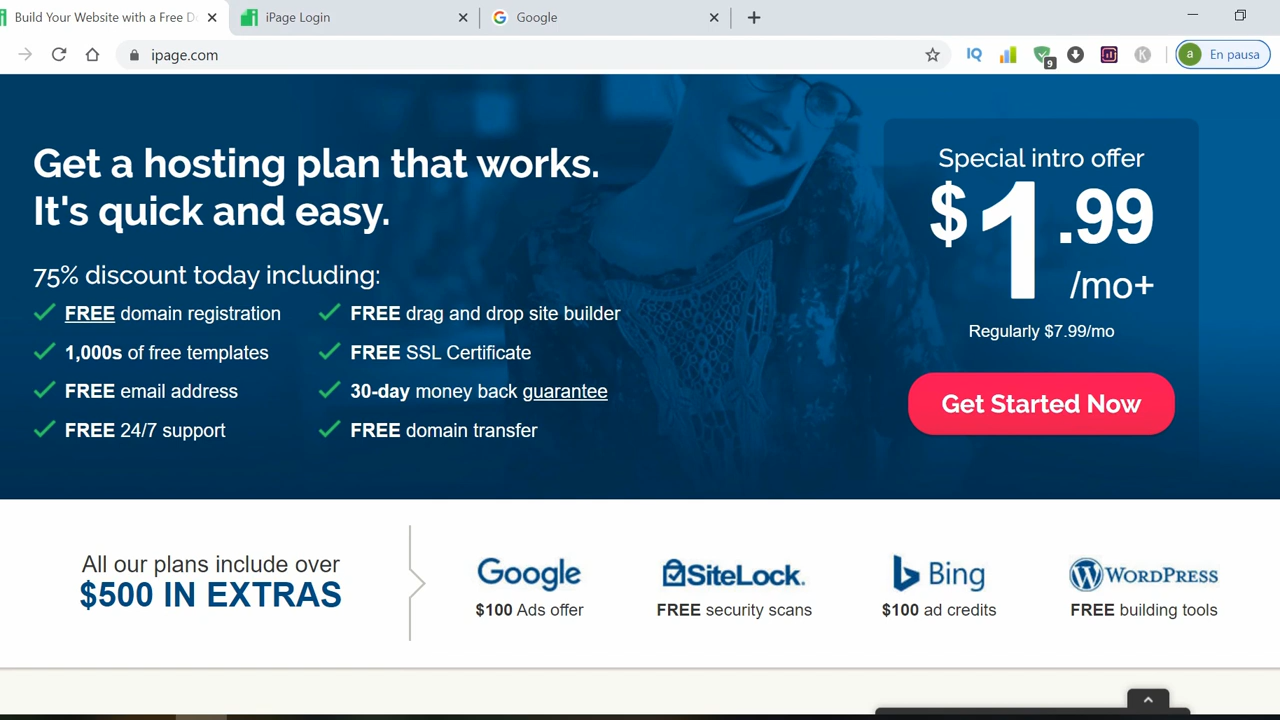 Build Your Website with a Free D
iPage Login
Google
ipage.com
IQ
9
K
a
En pausa
Get a hosting plan that works.
It's quick and easy.
75% discount today including:
FREE domain registration
FREE drag and drop site builder
1,000s of free templates
FREE SSL Certificate
FREE email address
30-day money back guarantee
FREE 24/7 support
FREE domain transfer
Special intro offer
$1.99
/mo+
Regularly $7.99/mo
Get Started Now
All our plans include over
$500 IN EXTRAS
Google
$100 Ads offer
SiteLock.
FREE security scans
Bing
$100 ad credits
WORDPRESS
FREE building tools